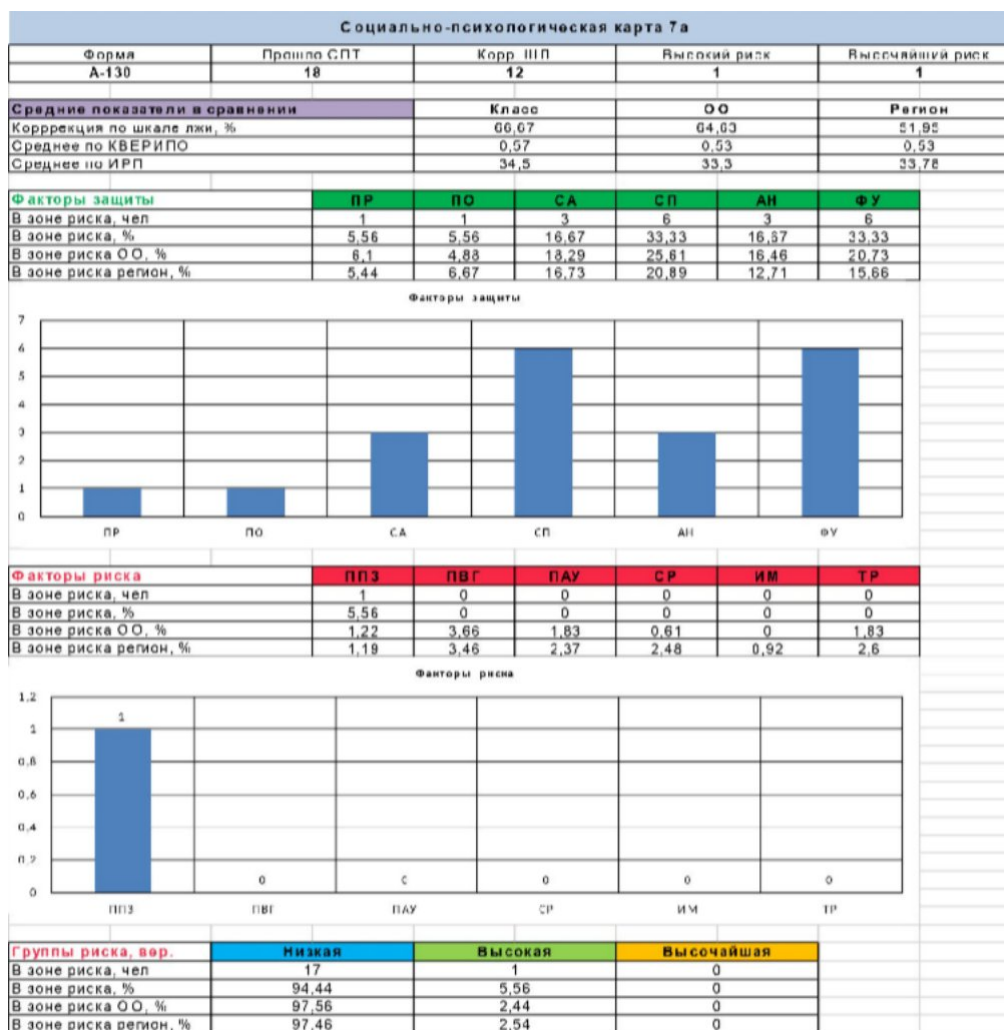 Социально-психологическая карта 7а
Форма Прошло СПТ Корр ШЛ Высокий риск Высочайший риск
А-130 18 12 1 1
Средние показатели в сравнении Класс ОО Регион
Корррекция по шкале лжи, % 66,67 64,63 51,95
Среднее по КВЕРИПО 0,57 0,53 0,53
Среднее по ИРП 34,5 33,3 33,78
Факторы защиты ПР ПО СА СП АН ФУ
В зоне риска, чел 1 1 3 6 3 6
В зоне риска, % 5,56 5,56 16,67 33,33 16,67 33,33
В зоне риска ОО, % 6,1 4,88 18,29 25,61 16,46 20,73
В зоне риска регион, % 5,44 6,67 16,73 20,89 12,71 15,66
Факторы защиты
7
6
5
4
3
2
1
0
ПР ПО СА СП АН ФУ
Факторы риска ППЗ ПВГ ПАУ СР ИМ ТР
В зоне риска, чел 1 0 0 0 0 0
В зоне риска, % 5,56 0 0 0 0 0
В зоне риска ОО, % 1,22 3,66 1,83 0,61 0 1,83
В зоне риска регион, % 1,19 3,46 2,37 2,48 0,92 2,6
Факторы риска
1,2
1
0,8
0,6
0,4
0,2
0
1 0 0 0 0 0
ППЗ ПВГ ПАУ СР ИМ ТР
Группы риска, вер. Низкая Высокая Высочайшая
В зоне риска, чел 17 1 0
В зоне риска, % 94,44 5,56 0
В зоне риска ОО, % 97,56 2,44 0
В зоне риска регион, % 97,46 2,54 0